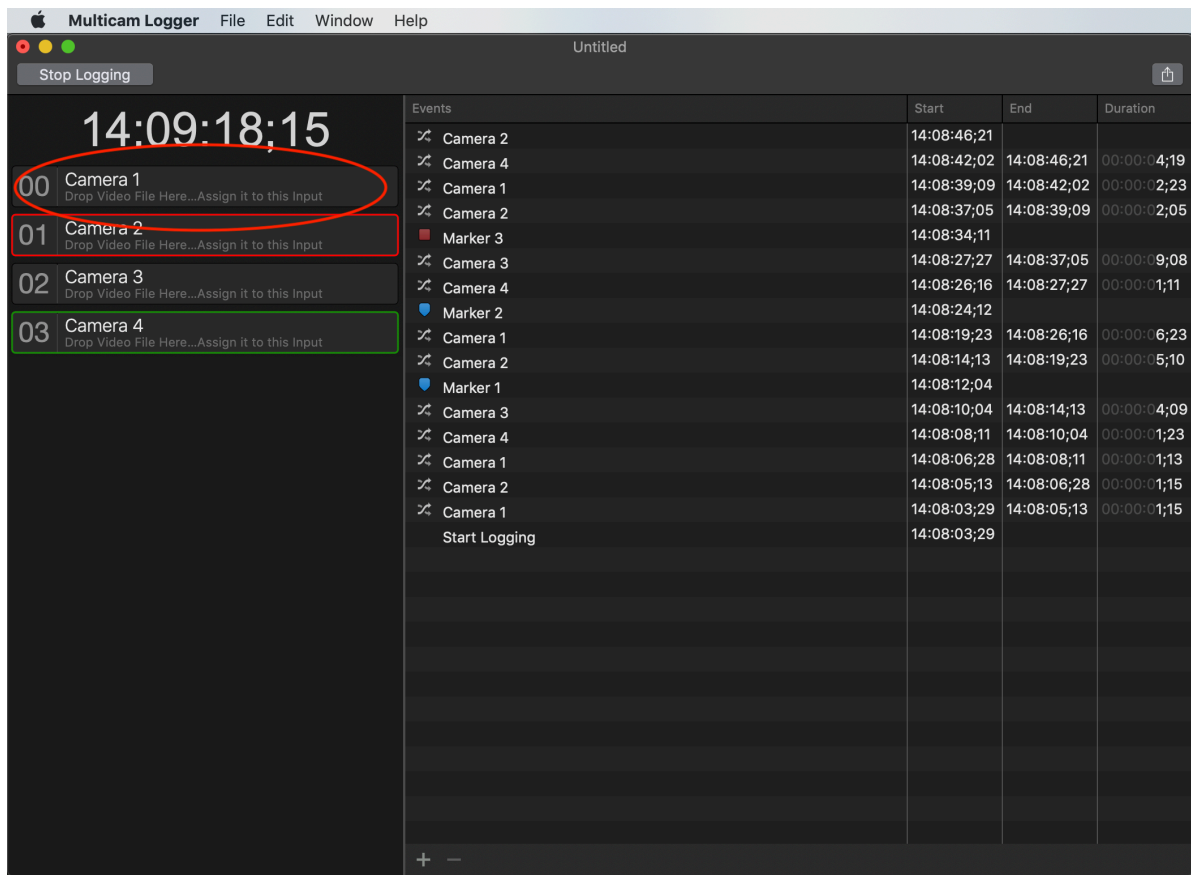 Multicam Logger File Edit Window Help
Untitled
Stop Logging
14:09:18;15
00 Camera 1
Drop Video File Here...Assign it to this Input
01 Camera 2
Drop Video File Here...Assign it to this Input
02 Camera 3
Drop Video File Here...Assign it to this Input
03 Camera 4
Drop Video File Here...Assign it to this Input
Events Start End Duration
Camera 2 14:08:46;21
Camera 4 14:08:42;02 14:08:46;21 00:00:04;19
Camera 1 14:08:39;09 14:08:42;02 00:00:02;23
Camera 2 14:08:37;05 14:08:39;09 00:00:02;05
Marker 3 14:08:34;11
Camera 3 14:08:27;27 14:08:37;05 00:00:09;08
Camera 4 14:08:26;16 14:08:27;27 00:00:01;11
Marker 2 14:08:24;12
Camera 1 14:08:19;23 14:08:26;16 00:00:06;23
Camera 2 14:08:14;13 14:08:19;23 00:00:05;10
Marker 1 14:08:12;04
Camera 3 14:08:10;04 14:08:14;13 00:00:04;09
Camera 4 14:08:08;11 14:08:10;04 00:00:01;23
Camera 1 14:08:06;28 14:08:08;11 00:00:01;13
Camera 2 14:08:05;13 14:08:06;28 00:00:01;15
Camera 1 14:08:03;29 14:08:05;13 00:00:01;15
Start Logging 14:08:03;29